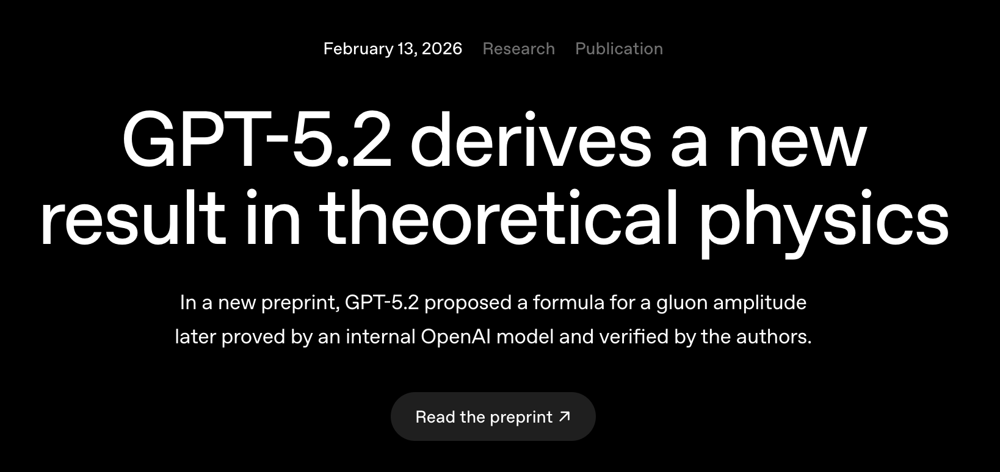 February 13, 2026 Research Publication
GPT-5.2 derives a new
result in theoretical physics
In a new preprint, GPT-5.2 proposed a formula for a gluon amplitude
later proved by an internal OpenAI model and verified by the authors.
Read the preprint ↗